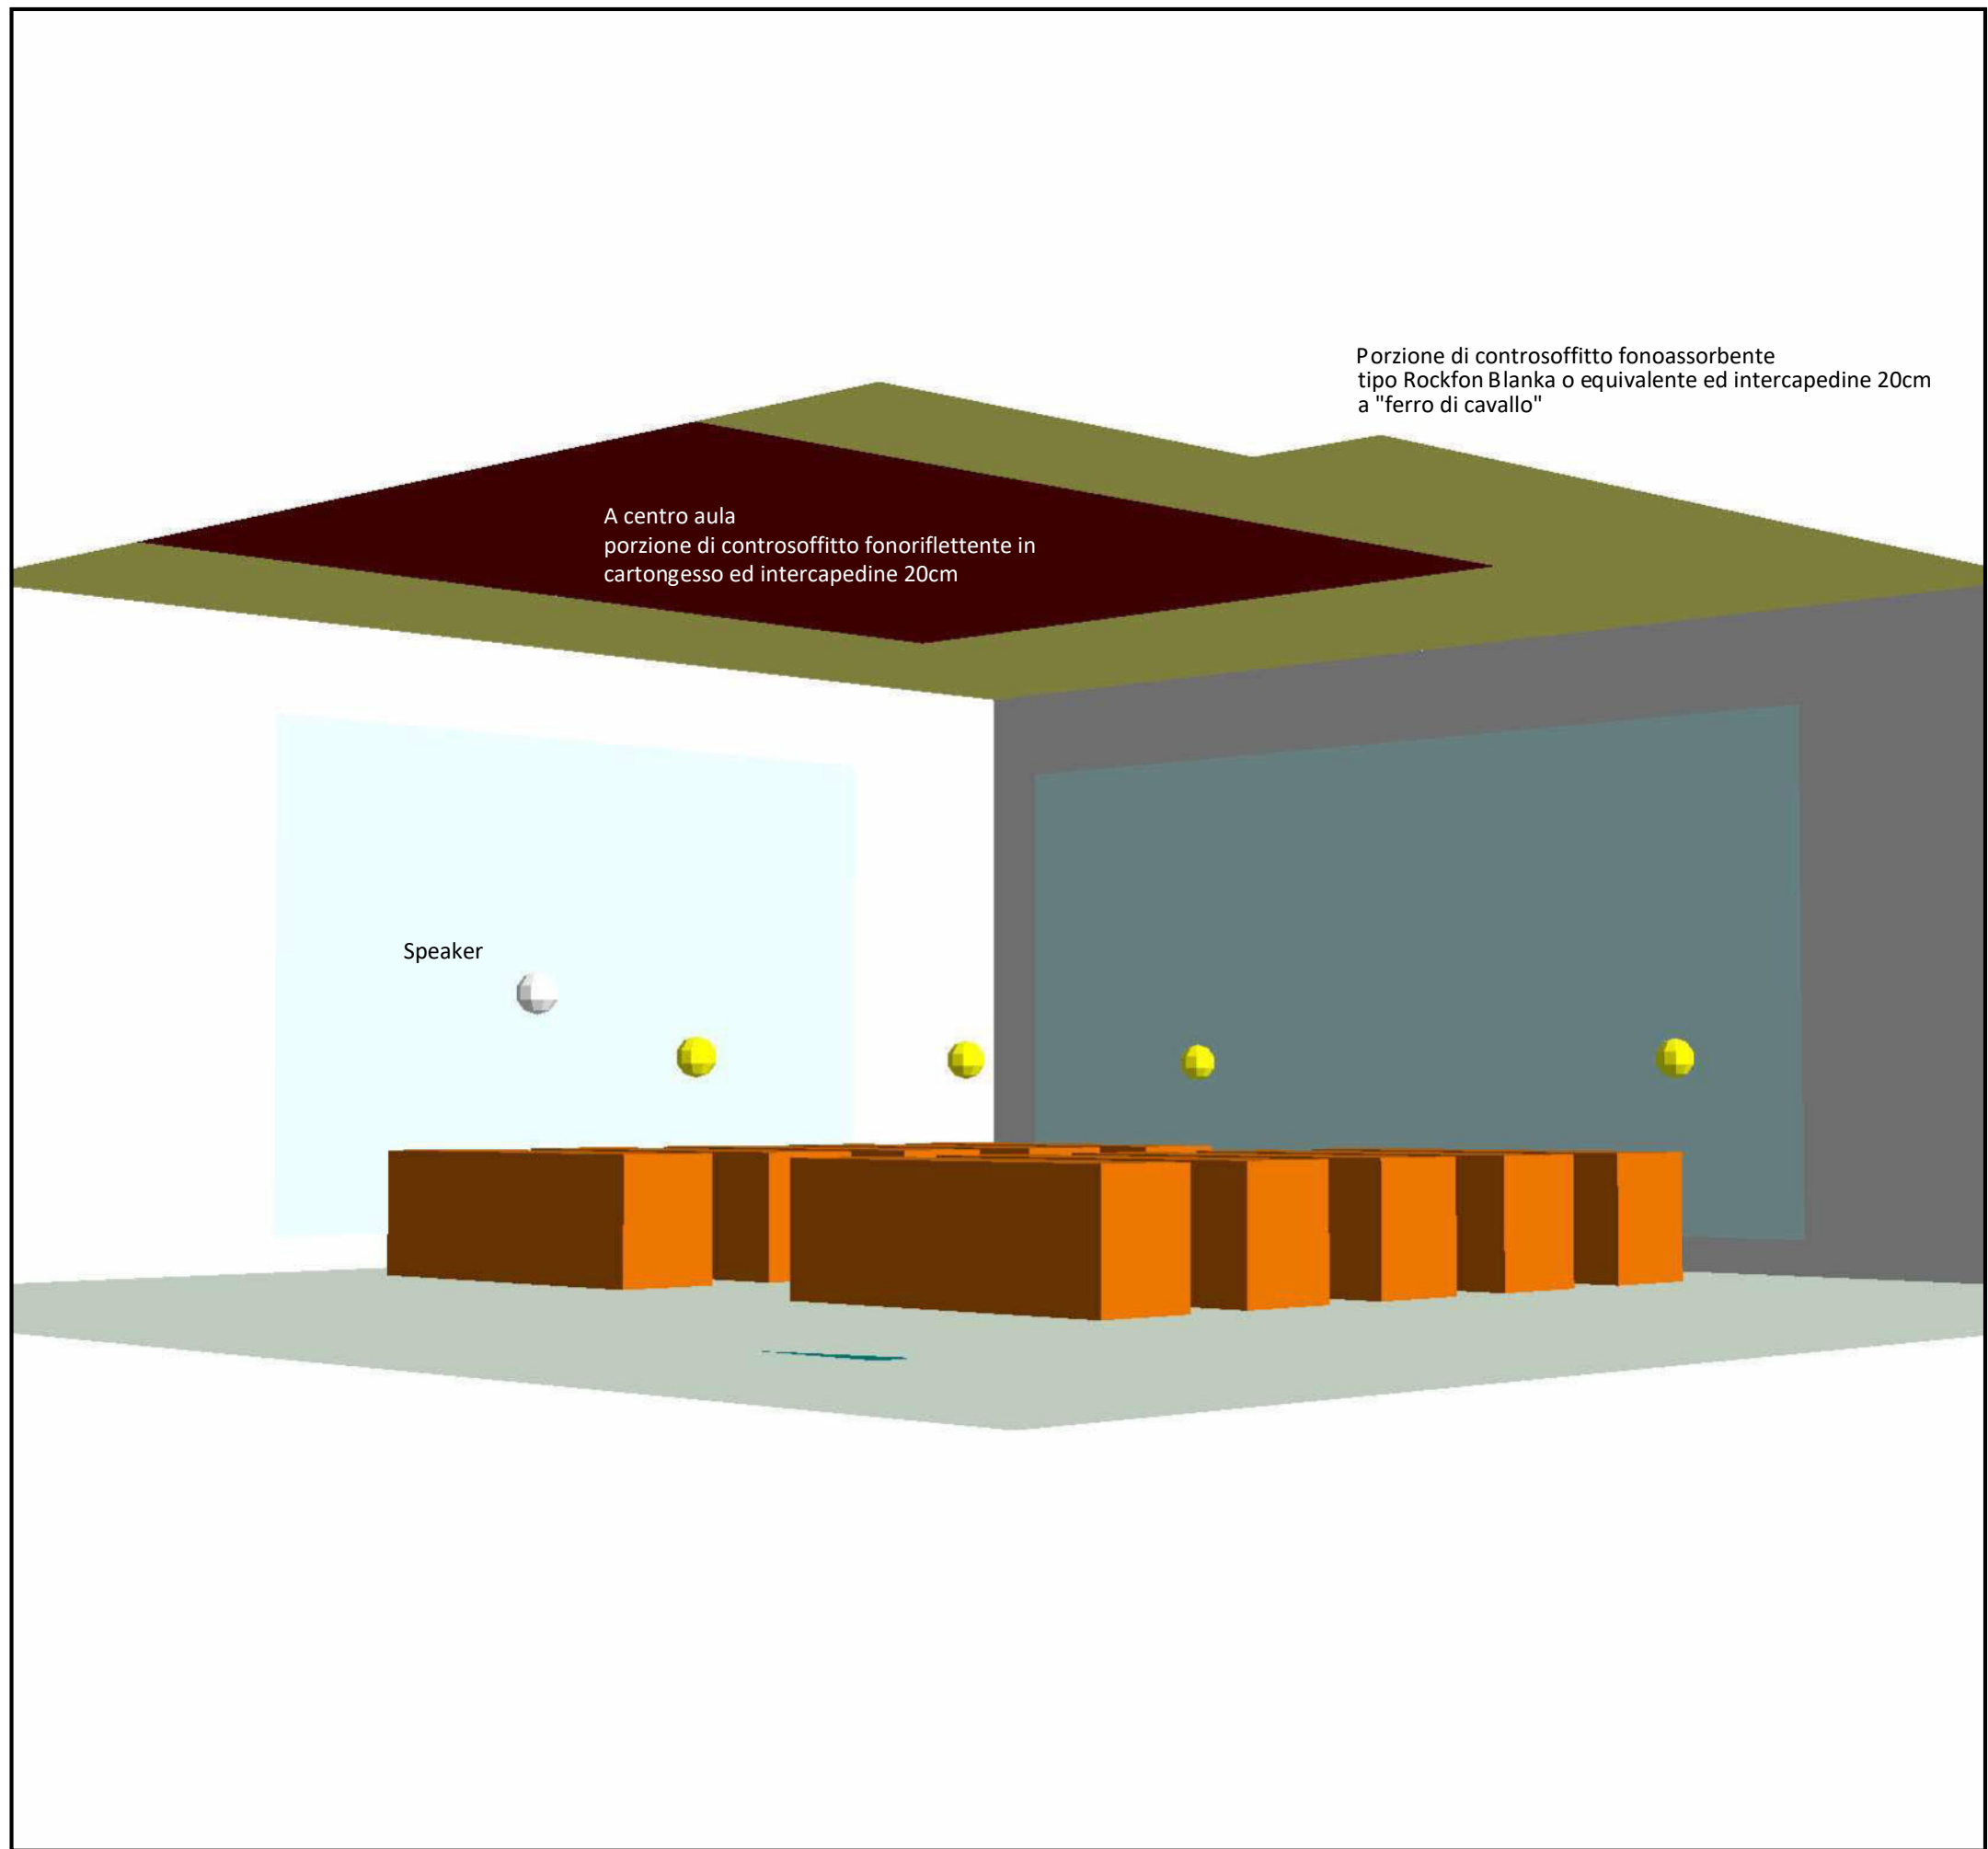 Porzione di controsoffitto fonoassorbente
tipo Rockfon Blanka o equivalente ed intercapedine 20cm
a "ferro di cavallo"
A centro aula
porzione di controsoffitto fonoriflettente in
cartongesso ed intercapedine 20cm
Speaker